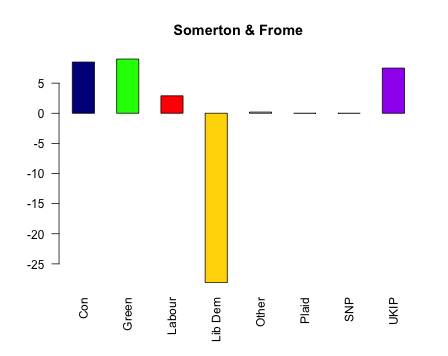 Somerton & Frome
5
0
-5
-10
-15
-20
-25
Con
Green
Labour
Lib Dem
Other
Plaid
SNP
UKIP